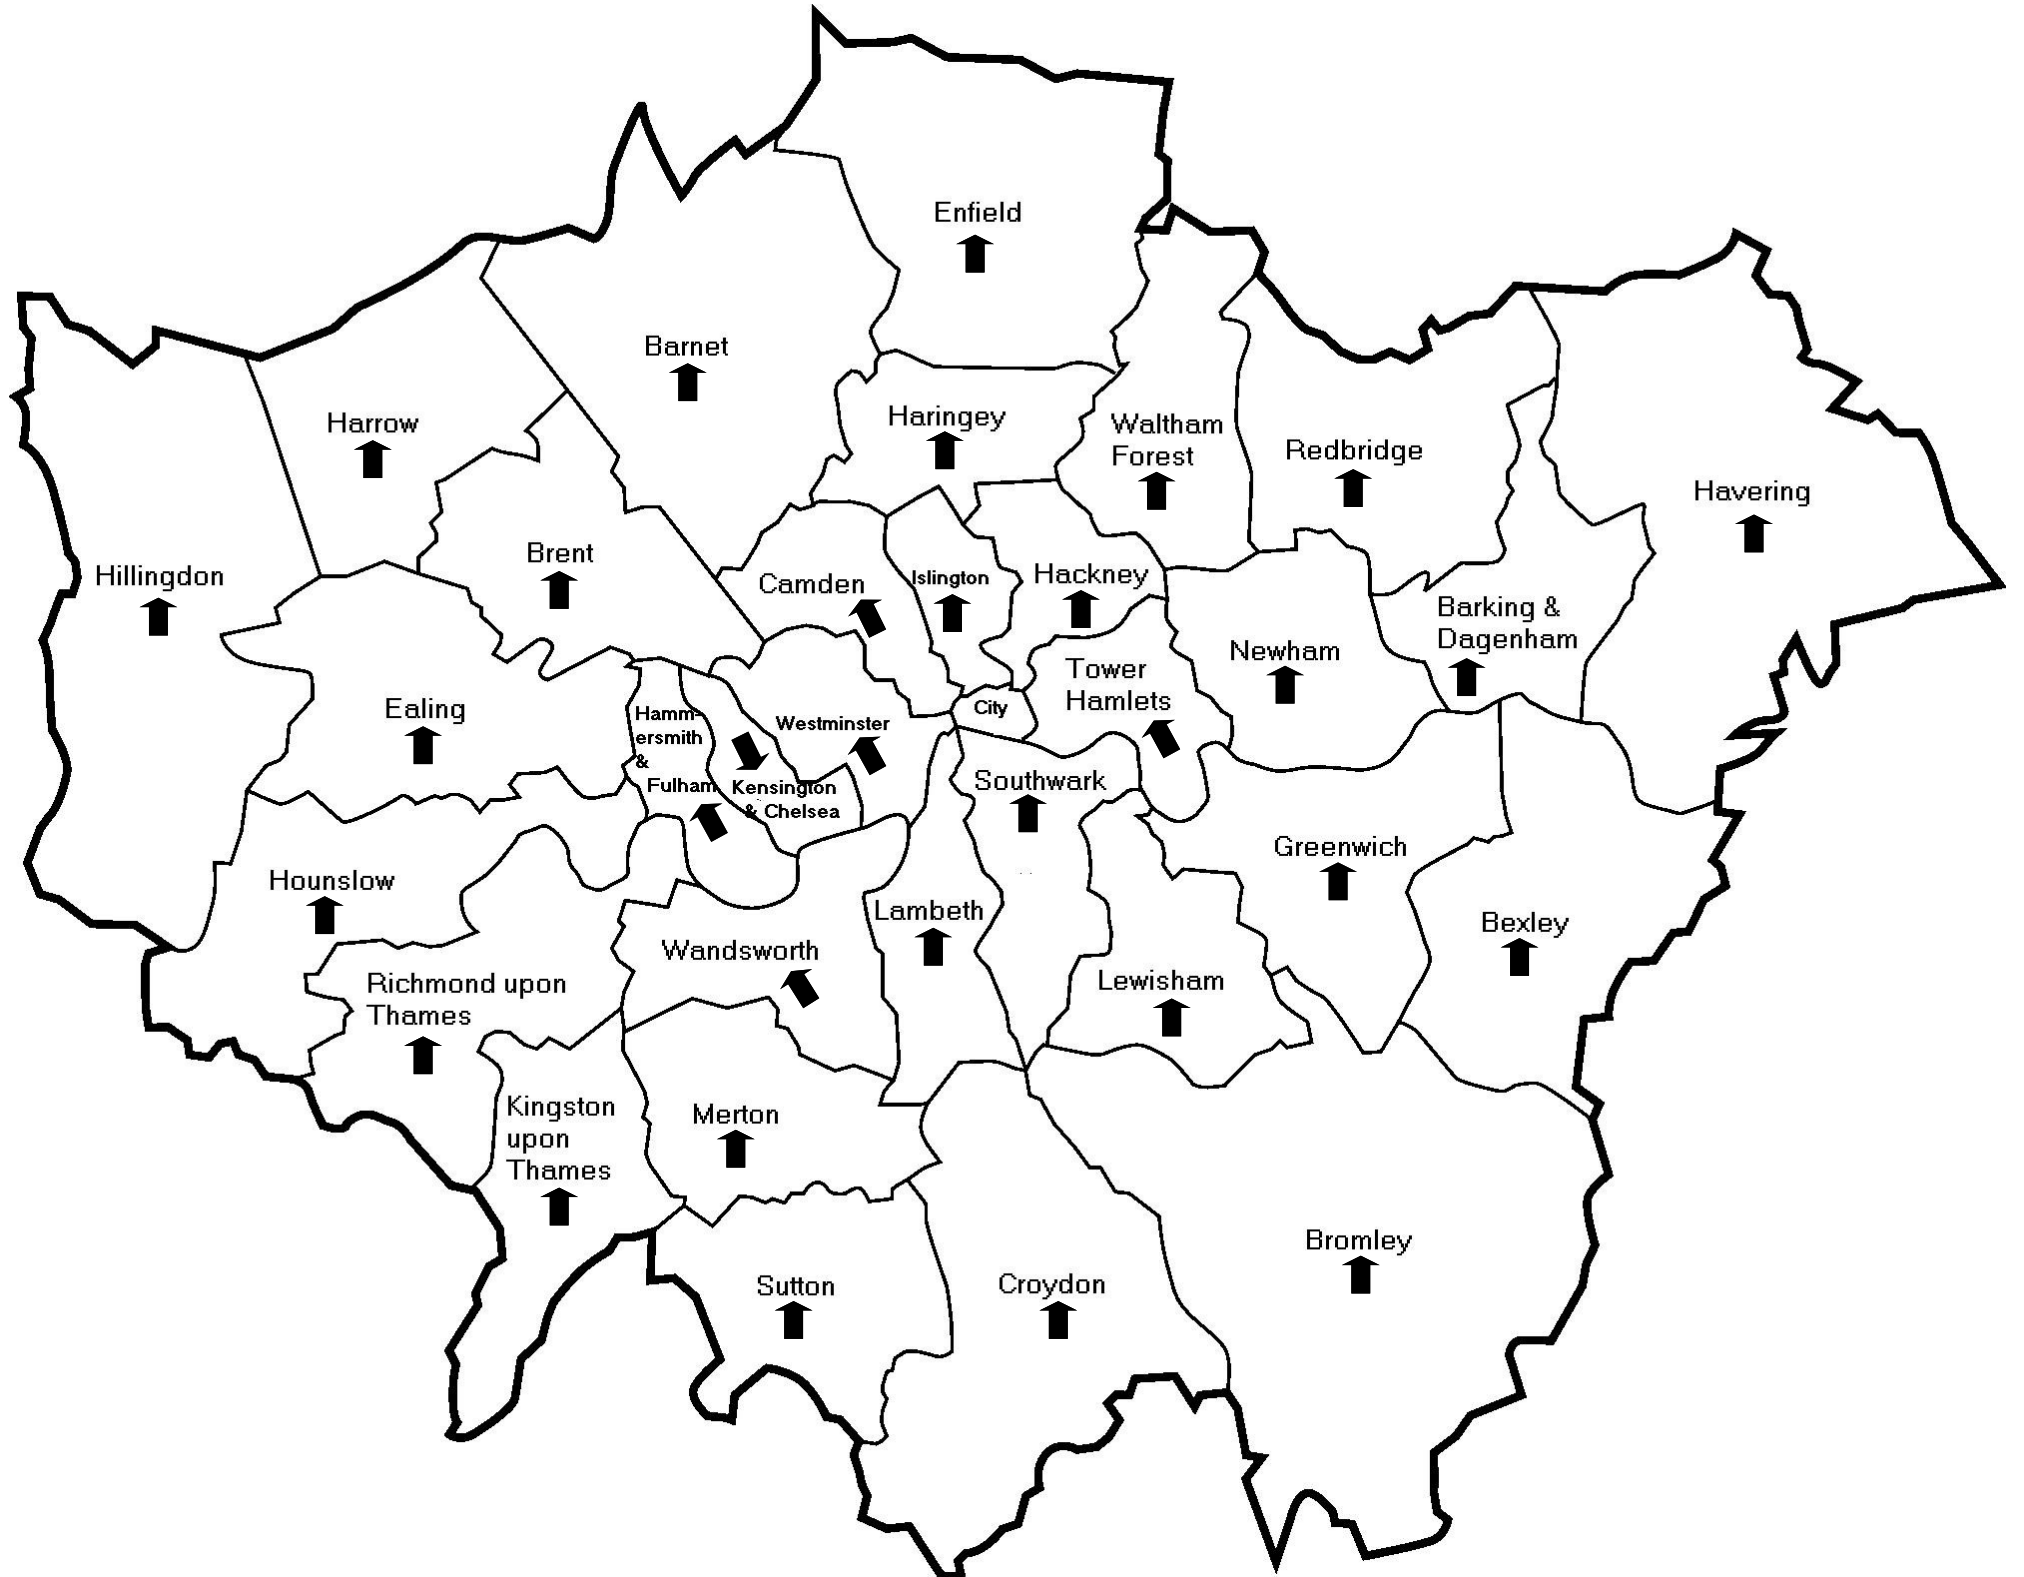 Enfield
Barnet
Harrow
Haringey
Waltham
Forest
Redbridge
Havering
Hillingdon
Brent
Camden
Islington
Hackney
Barking &
Dagenham
Newham
Tower
Hamlets
Ealing
Hamm-
ersmith
&
Fulham
Westminster
City
Kensington
& Chelsea
Southwark
Greenwich
Hounslow
Lambeth
Bexley
Wandsworth
Richmond upon
Thames
Lewisham
Kingston
upon
Thames
Merton
Bromley
Sutton
Croydon